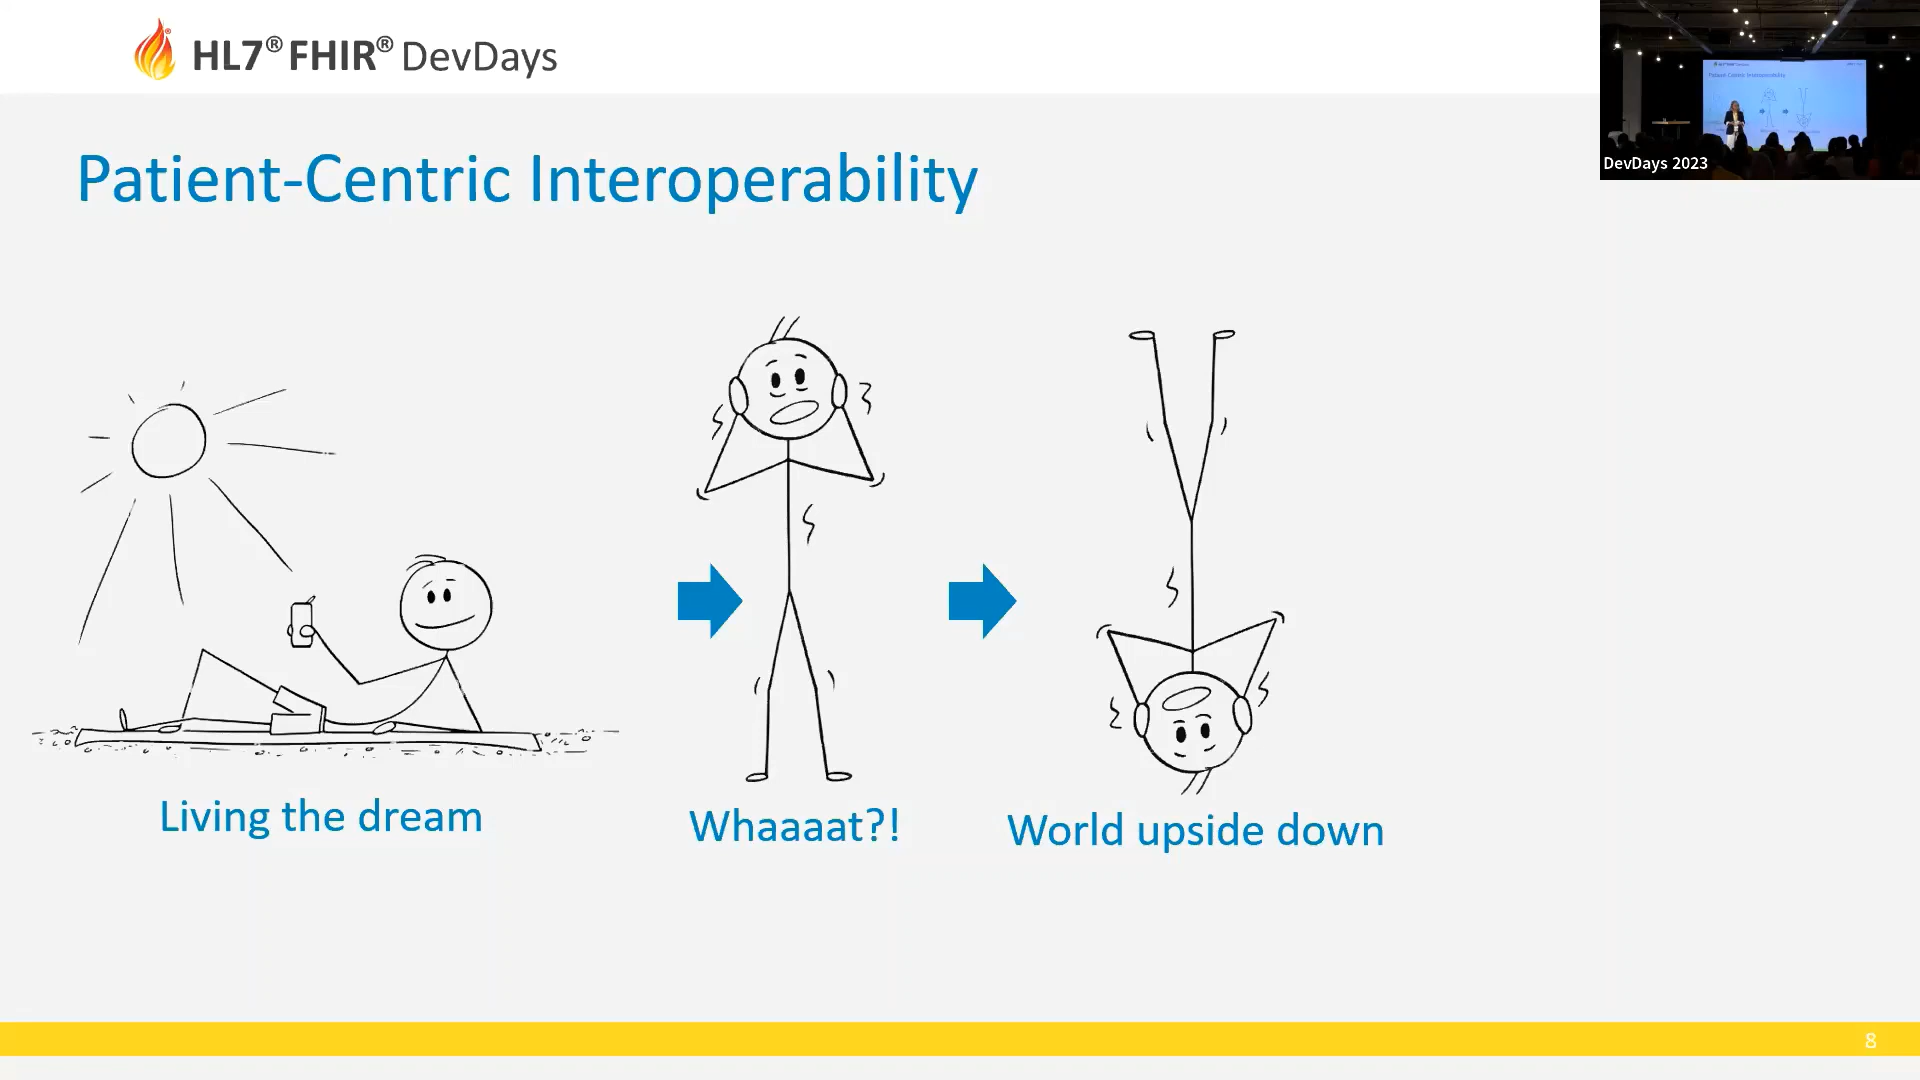 HL7® FHIR® DevDays
DevDays 2023
Patient-Centric Interoperability
Living the dream
Whaaaat?!
World upside down
8